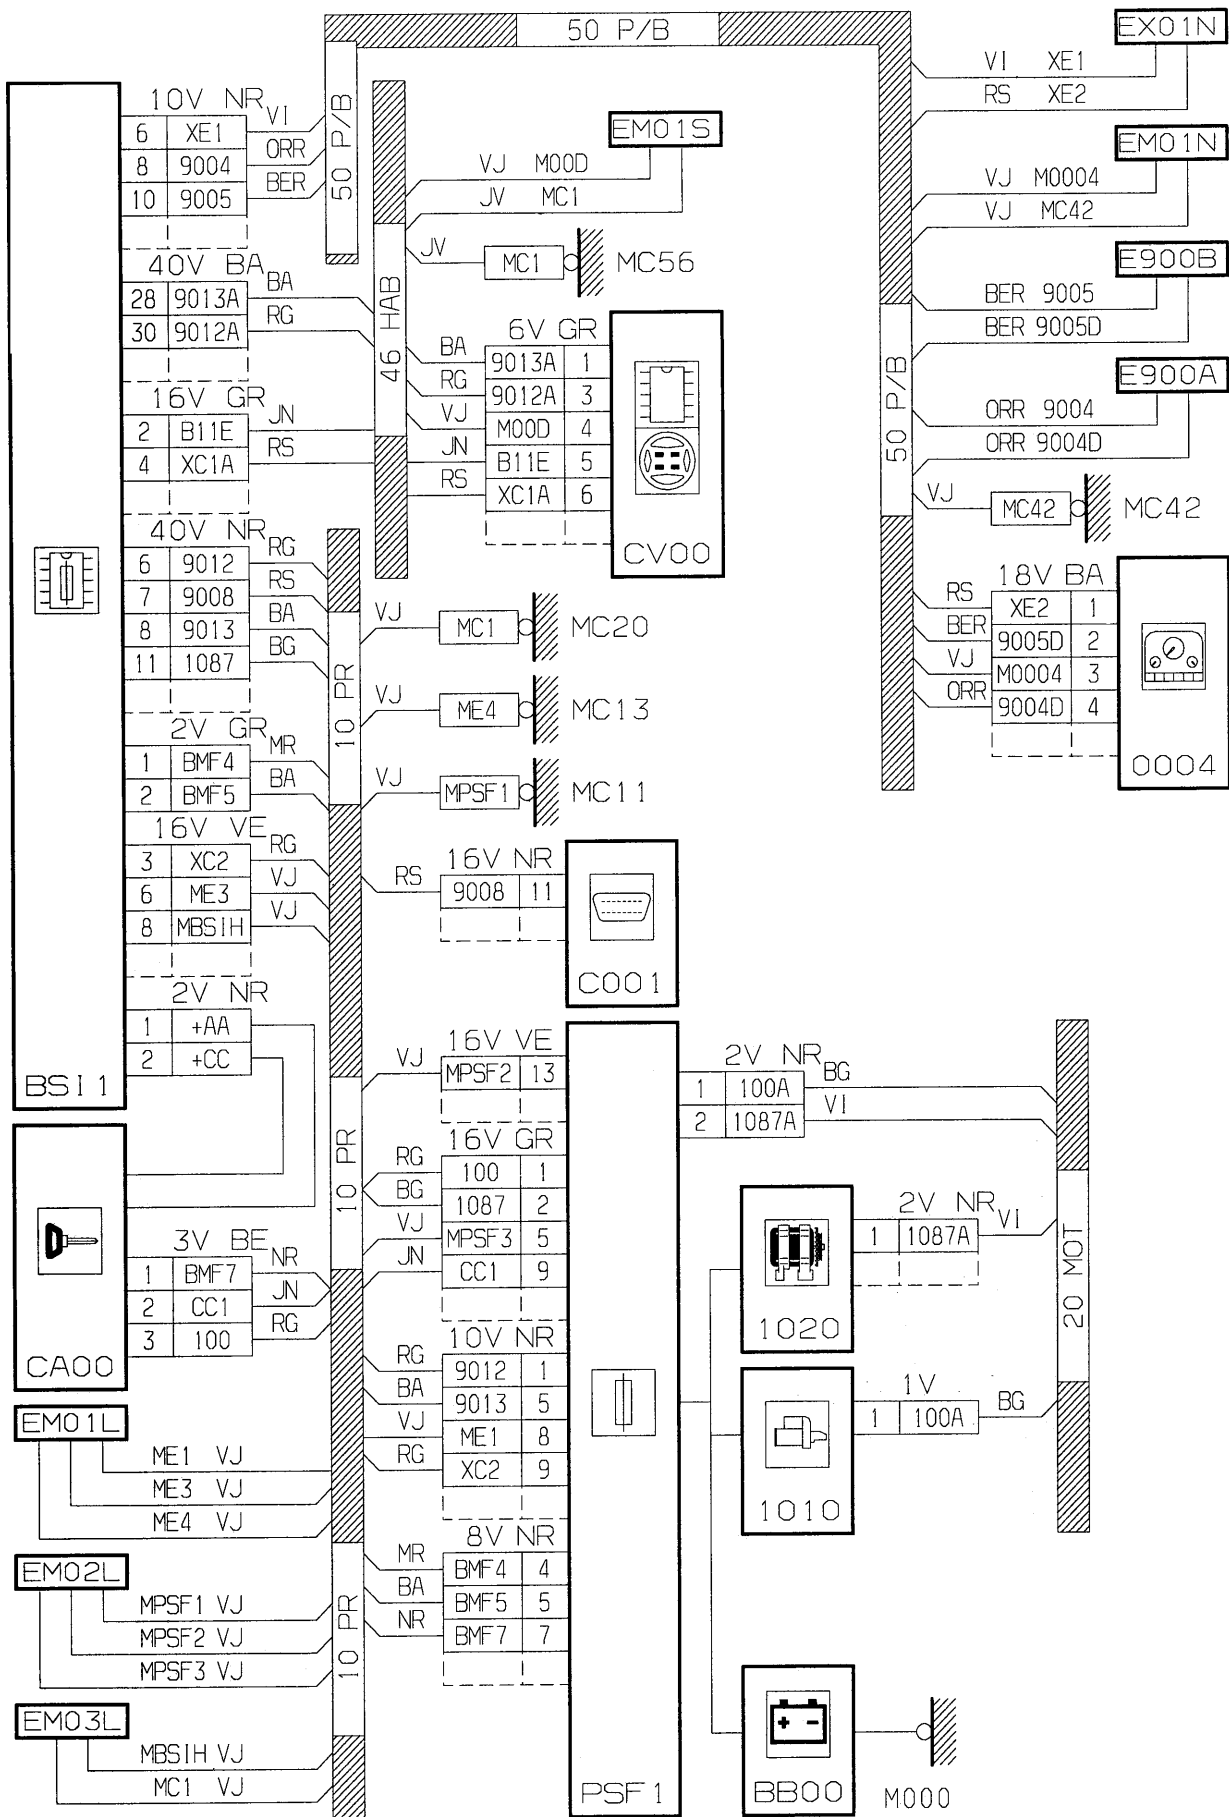 50 P/B
EX01N
VI XE1
RS XE2
10V NR
6 XE1 VI
8 9004 ORR
10 9005 BER
50 P/B
EM01S
VJ M00D
JV MC1
JV MC1 MC56
EM01N
VJ M0004
VJ MC42
40V BA
28 9013A BA
30 9012A RG
46 HAB
E900B
BER 9005
BER 9005D
6V GR
BA 9013A 1
RG 9012A 3
VJ M00D 4
JN B11E 5
RS XC1A 6
CV00
50 P/B
E900A
ORR 9004
ORR 9004D
16V GR
2 B11E JN
4 XC1A RS
VJ MC42 MC42
40V NR
6 9012 RG
7 9008 RS
8 9013 BA
11 1087 BG
10 PR
VJ MC1 MC20
VJ ME4 MC13
VJ MPSF1 MC11
18V BA
RS XE2 1
BER 9005D 2
VJ M0004 3
ORR 9004D 4
0004
2V GR
1 BMF4 MR
2 BMF5 BA
16V VE
3 XC2 RG
6 ME3 VJ
8 MBSIH VJ
16V NR
RS 9008 11
C001
2V NR
1 +AA
2 +CC
BSI1
16V VE
VJ MPSF2 13
2V NR
1 100A BG
2 1087A VI
10 PR
16V GR
RG 100 1
BG 1087 2
VJ MPSF3 5
JN CC1 9
3V BE
1 BMF7 NR
2 CC1 JN
3 100 RG
CA00
2V NR
1 1087A VI
1020
20 MOT
10V NR
RG 9012 1
BA 9013 5
VJ ME1 8
RG XC2 9
1V
1 100A BG
1010
EM01L
ME1 VJ
ME3 VJ
ME4 VJ
8V NR
MR BMF4 4
BA BMF5 5
NR BMF7 7
EM02L
MPSF1 VJ
MPSF2 VJ
MPSF3 VJ
10 PR
EM03L
MBSIH VJ
MC1 VJ
PSF1
BB00
M000